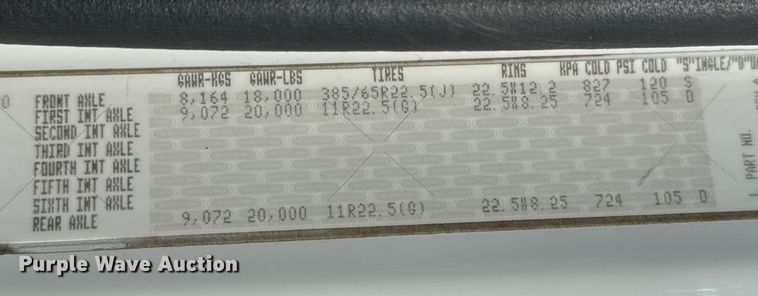 GAWR-KGS GAWR-LBS TIRES RIMS KPA COLD PSI COLD "S"INGLE/"D"U
FRONT AXLE 8,164 18,000 385/65R22.5(J) 22.5X12.2 827 120 S
FIRST INT AXLE 9,072 20,000 11R22.5(G) 22.5X8.25 724 105 D
SECOND INT AXLE
THIRD INT AXLE
FOURTH INT AXLE
FIFTH INT AXLE
SIXTH INT AXLE
REAR AXLE 9,072 20,000 11R22.5(G) 22.5X8.25 724 105 D
PART NO.
Purple Wave Auction